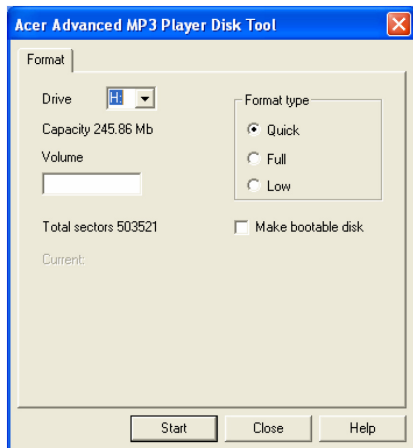 Acer Advanced MP3 Player Disk Tool
Format
Drive H:
Capacity 245.86 Mb
Volume
Format type
Quick
Full
Low
Total sectors 503521
Make bootable disk
Current:
Start Close Help